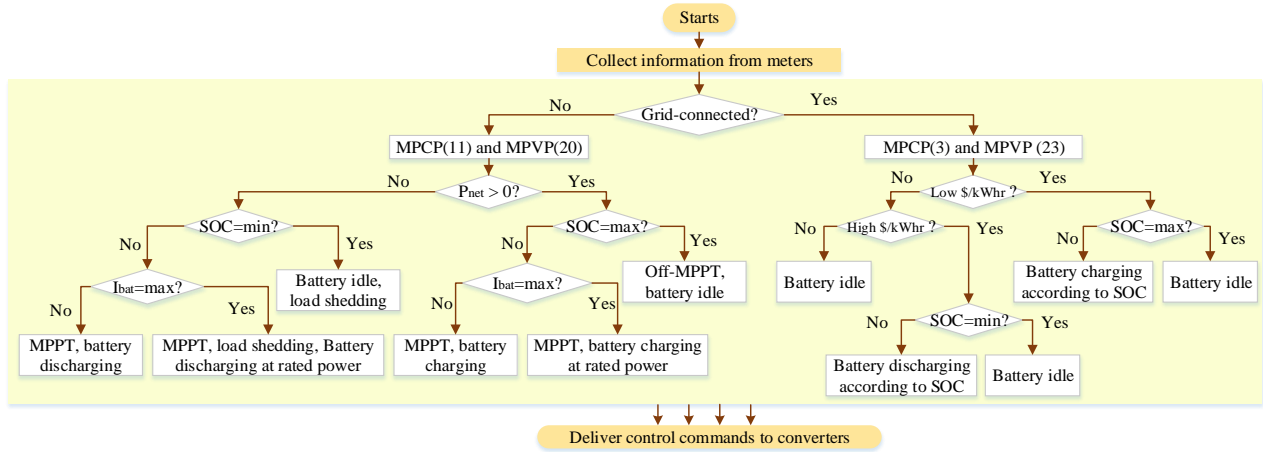 Starts
Collect information from meters
No
Grid-connected?
Yes
MPCP(11) and MPVP(20)
MPCP(3) and MPVP (23)
No
Pnet > 0?
Yes
No
Low $/kWhr ?
Yes
SOC=min?
SOC=max?
No
High $/kWhr ?
Yes
SOC=max?
No
Yes
No
Yes
No
Yes
Battery idle,
load shedding
Off-MPPT,
battery idle
Battery idle
Battery charging
according to SOC
Battery idle
Ibat=max?
Ibat=max?
No
Yes
No
Yes
No
SOC=min?
Yes
MPPT, battery
discharging
MPPT, load shedding, Battery
discharging at rated power
MPPT, battery
charging
MPPT, battery charging
at rated power
Battery discharging
according to SOC
Battery idle
Deliver control commands to converters